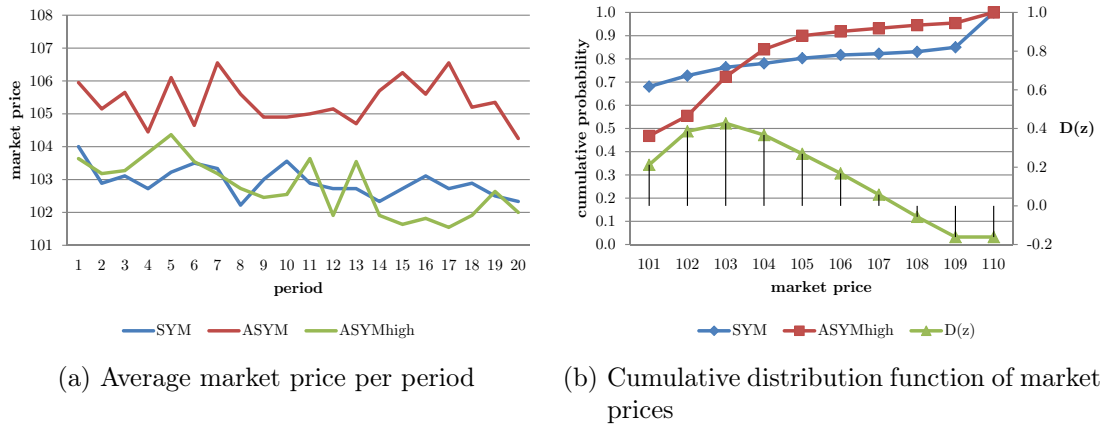 108
107
106
105
104
103
102
101
market price
1 2 3 4 5 6 7 8 9 10 11 12 13 14 15 16 17 18 19 20
period
SYM ASYM ASYMhigh
(a) Average market price per period
1.0
0.9
0.8
0.7
0.6
0.5
0.4
0.3
0.2
0.1
0.0
cumulative probability
1.0
0.8
0.6
0.4
0.2
0.0
-0.2
D(z)
101 102 103 104 105 106 107 108 109 110
market price
SYM ASYMhigh D(z)
(b) Cumulative distribution function of market
prices